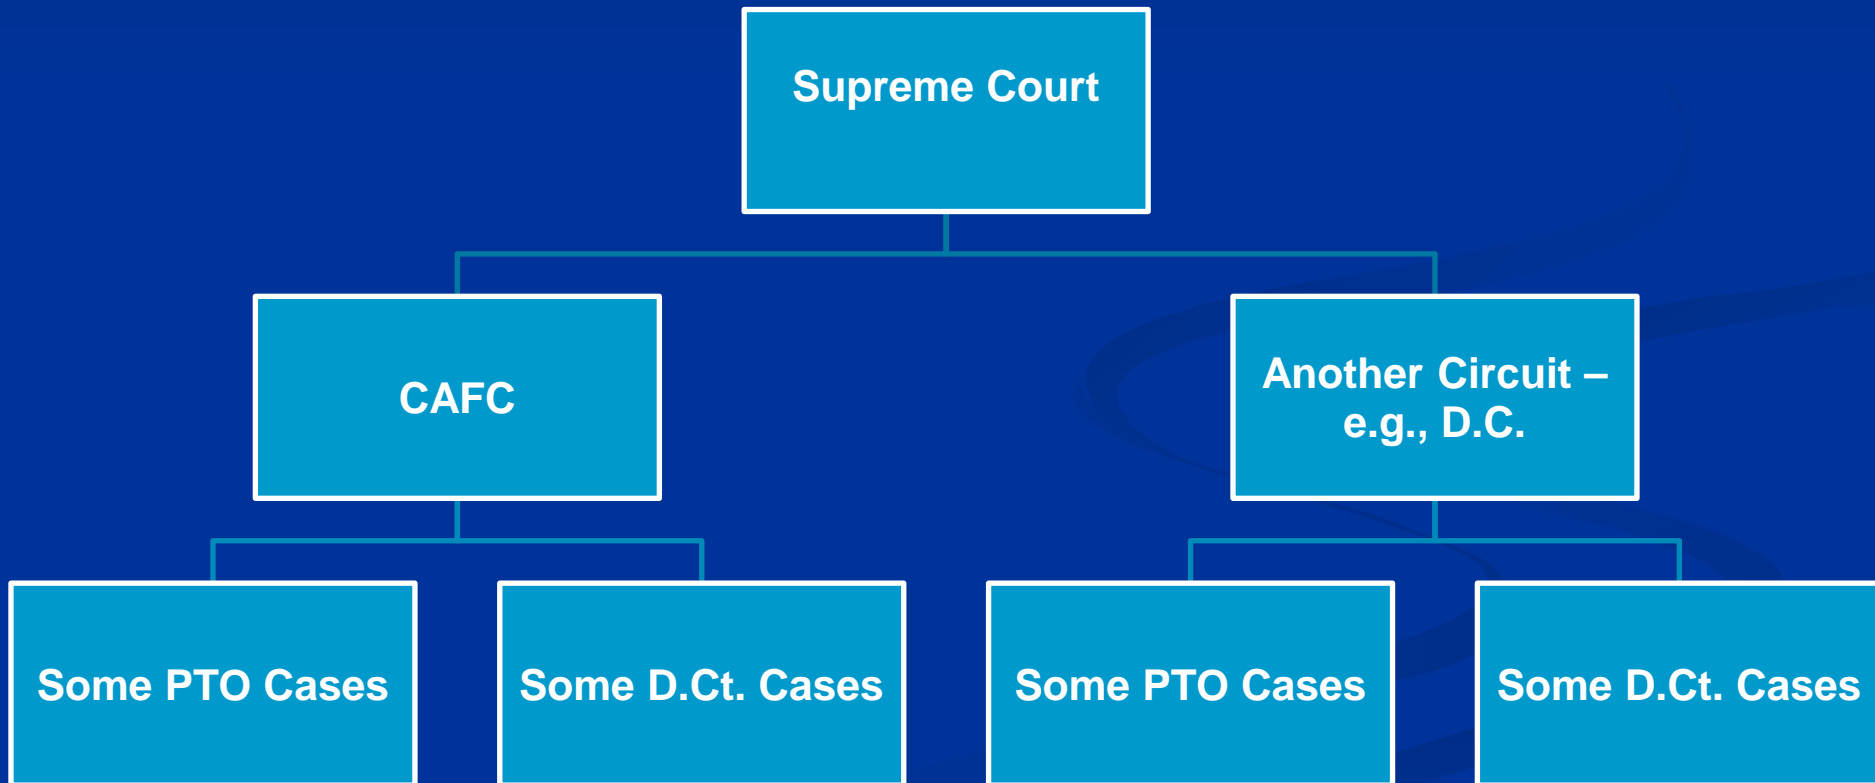 Supreme Court
CAFC
Another Circuit –
e.g., D.C.
Some PTO Cases
Some D.Ct. Cases
Some PTO Cases
Some D.Ct. Cases